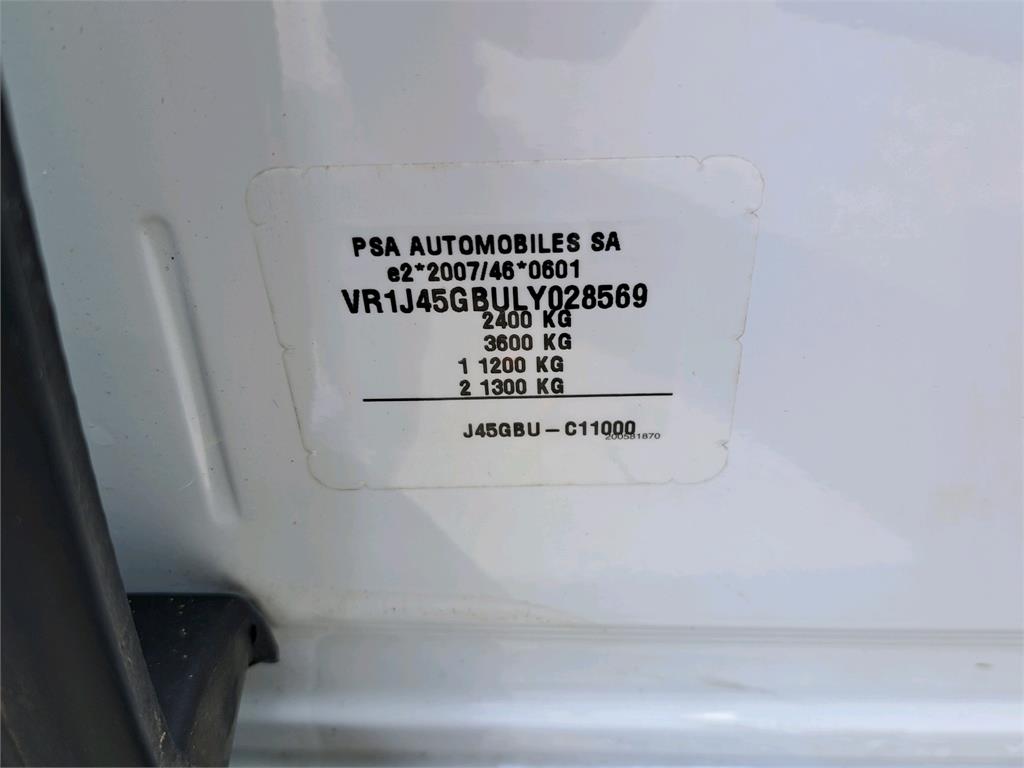 PSA AUTOMOBILES SA
e2*2007/46*0601
VR1J45GBULY028569
2400 KG
3600 KG
1 1200 KG
2 1300 KG
J45GBU-C11000
200581870